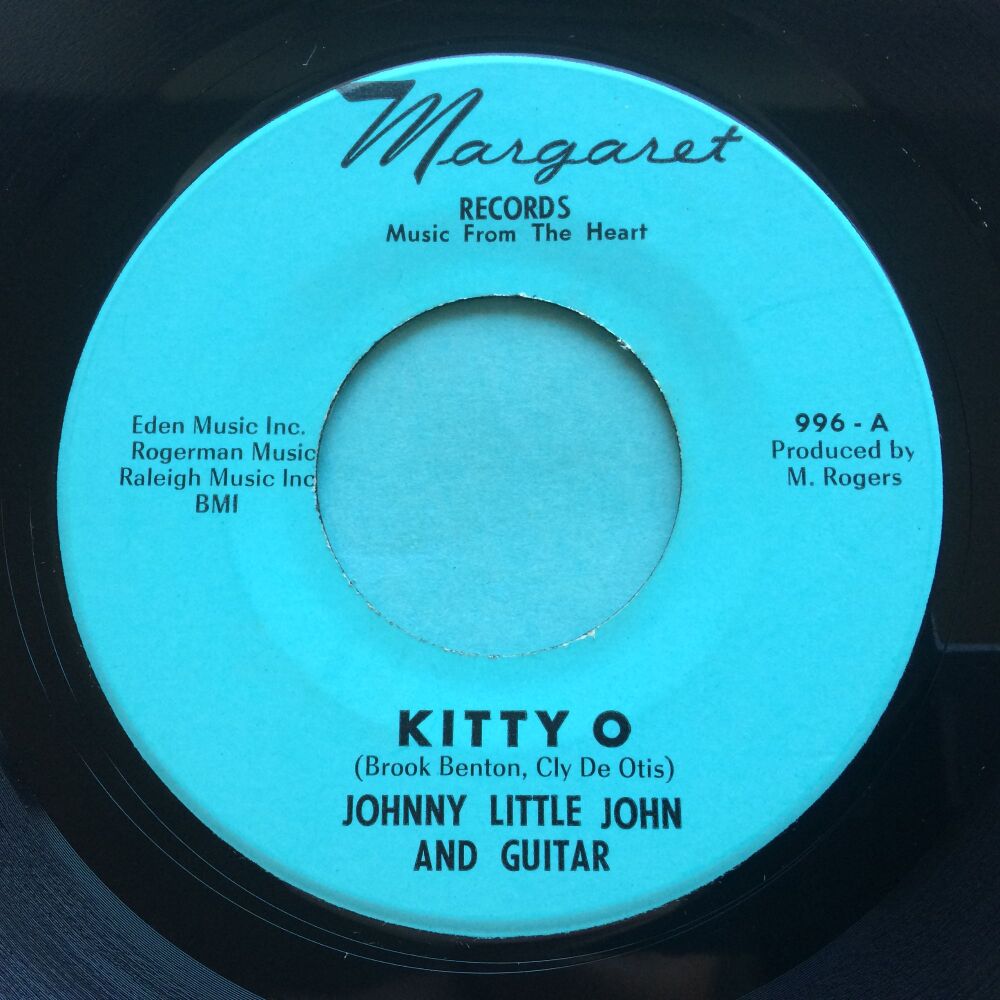 Margaret
RECORDS
Music From The Heart
Eden Music Inc.
Rogerman Music
Raleigh Music Inc
BMI
996 - A
Produced by
M. Rogers
KITTY O
(Brook Benton, Cly De Otis)
JOHNNY LITTLE JOHN
AND GUITAR